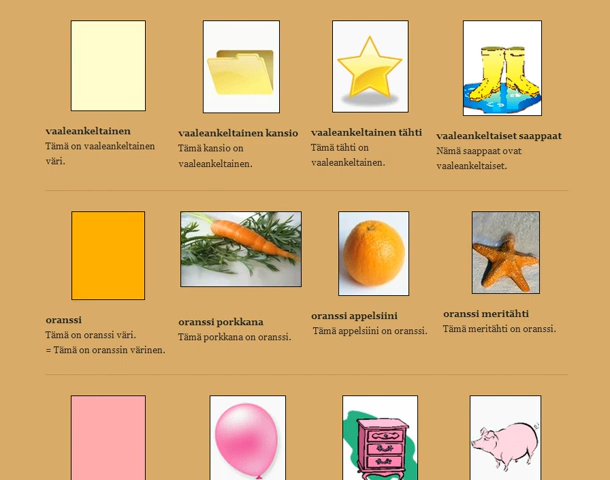 vaaleankeltainen
Tämä on vaaleankeltainen
väri.
vaaleankeltainen kansio
Tämä kansio on
vaaleankeltainen.
vaaleankeltainen tähti
Tämä tähti on
vaaleankeltainen.
vaaleankeltaiset saappaat
Nämä saappaat ovat
vaaleankeltaiset.
oranssi
Tämä on oranssi väri.
= Tämä on oranssin värinen.
oranssi porkkana
Tämä porkkana on oranssi.
oranssi appelsiini
Tämä appelsiini on oranssi.
oranssi meritähti
Tämä meritähti on oranssi.